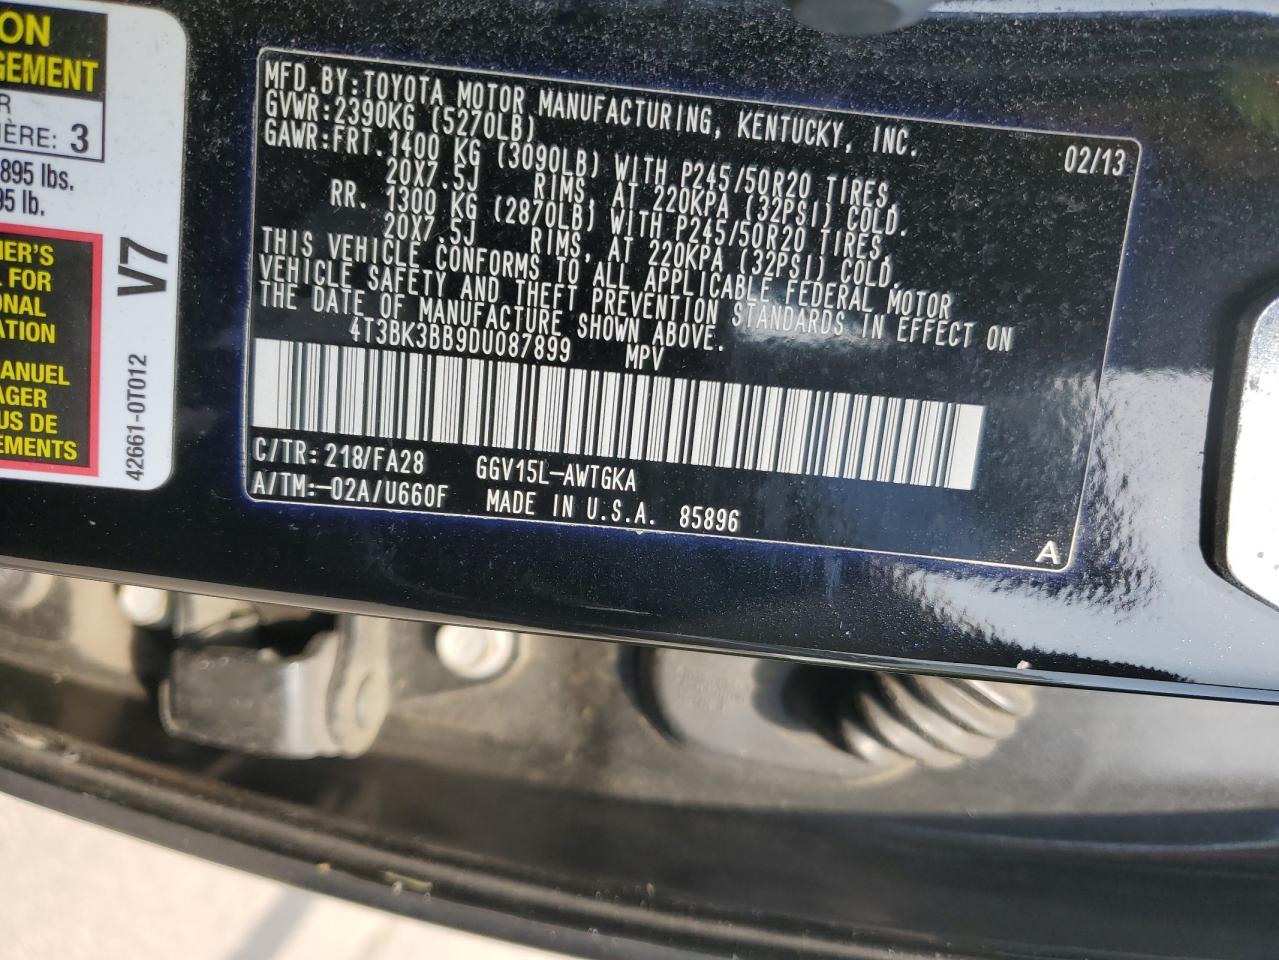 ON
GEMENT
R
IÈRE: 3
895 lbs.
95 lb.
ER'S
L FOR
ONAL
ATION
MANUEL
AGER
US DE
EMENTS
V7
42661-0T012
MFD.BY:TOYOTA MOTOR MANUFACTURING, KENTUCKY, INC.
GVWR:2390KG (5270LB) 02/13
GAWR:FRT.1400 KG (3090LB) WITH P245/50R20 TIRES,
20X7.5J RIMS, AT 220KPA (32PSI) COLD.
RR. 1300 KG (2870LB) WITH P245/50R20 TIRES,
20X7.5J RIMS, AT 220KPA (32PSI) COLD.
THIS VEHICLE CONFORMS TO ALL APPLICABLE FEDERAL MOTOR
VEHICLE SAFETY AND THEFT PREVENTION STANDARDS IN EFFECT ON
THE DATE OF MANUFACTURE SHOWN ABOVE.
4T3BK3BB9DU087899 MPV
C/TR:218/FA28 GGV15L-AWTGKA
A/TM:-02A/U660F MADE IN U.S.A. 85896
A